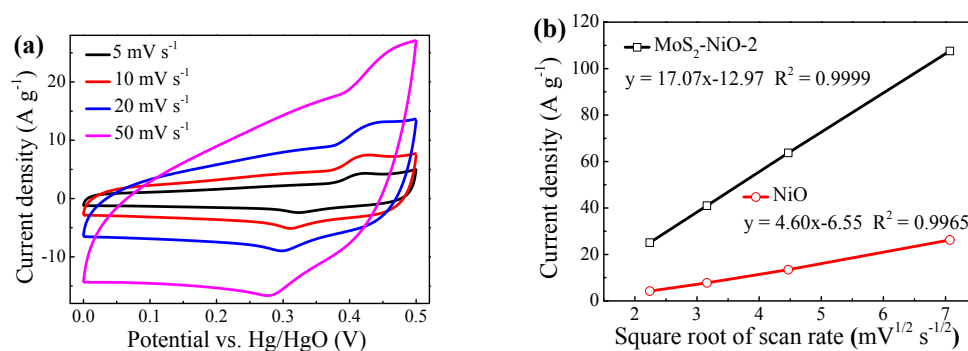 (a)
5 mV s⁻¹
10 mV s⁻¹
20 mV s⁻¹
50 mV s⁻¹
Current density (A g⁻¹)
20
10
0
-10
0.0 0.1 0.2 0.3 0.4 0.5
Potential vs. Hg/HgO (V)
(b)
MoS₂-NiO-2
y = 17.07x-12.97 R² = 0.9999
NiO
y = 4.60x-6.55 R² = 0.9965
Current density (A g⁻¹)
120
100
80
60
40
20
0
2 3 4 5 6 7
Square root of scan rate (mV¹/² s⁻¹/²)